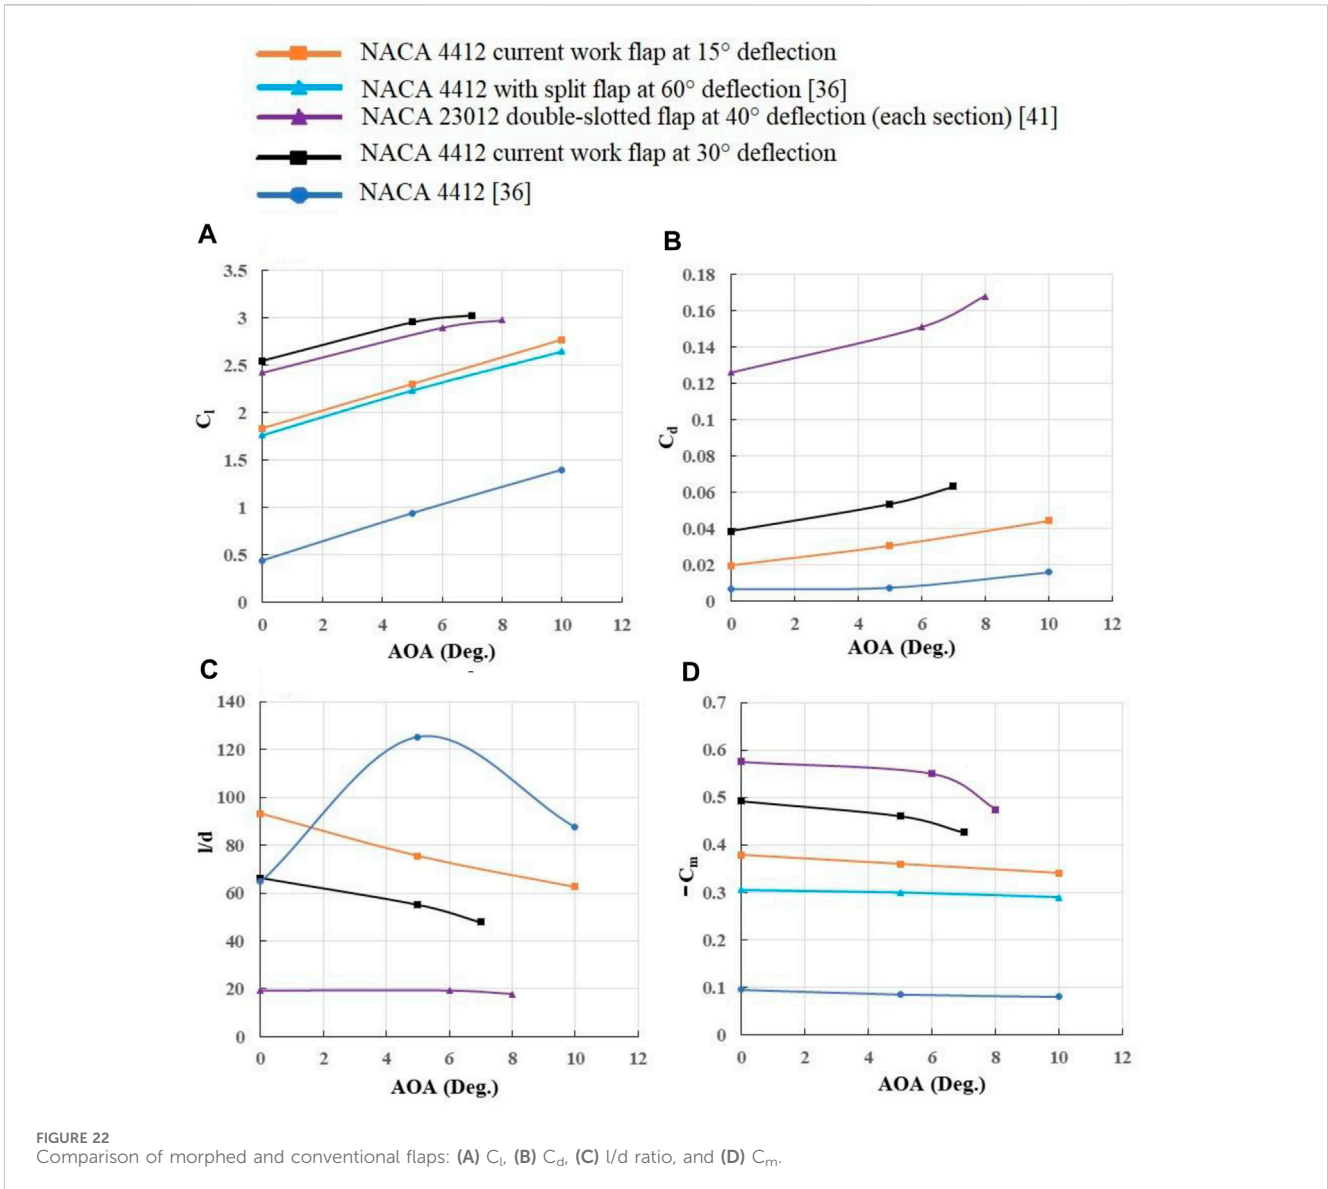 NACA 4412 current work flap at 15° deflection
NACA 4412 with split flap at 60° deflection [36]
NACA 23012 double-slotted flap at 40° deflection (each section) [41]
NACA 4412 current work flap at 30° deflection
NACA 4412 [36]
A
3.5
3
2.5
2
1.5
1
0.5
0
Cl
0 2 4 6 8 10 12
AOA (Deg.)
B
0.18
0.16
0.14
0.12
0.1
0.08
0.06
0.04
0.02
0
Cd
0 2 4 6 8 10 12
AOA (Deg.)
C
140
120
100
80
60
40
20
0
l/d
0 2 4 6 8 10 12
AOA (Deg.)
D
0.7
0.6
0.5
0.4
0.3
0.2
0.1
0
−Cm
0 2 4 6 8 10 12
AOA (Deg.)
FIGURE 22
Comparison of morphed and conventional flaps: (A) Cl, (B) Cd, (C) l/d ratio, and (D) Cm.